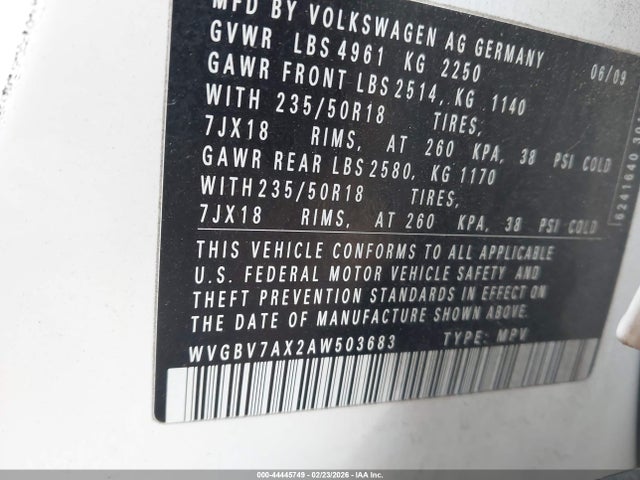 MFD BY VOLKSWAGEN AG GERMANY
GVWR LBS 4961 KG 2250 06/09
GAWR FRONT LBS 2514, KG 1140
WITH 235/50R18 TIRES,
7JX18 RIMS, AT 260 KPA, 38 PSI COLD
GAWR REAR LBS 2580, KG 1170
WITH 235/50R18 TIRES,
7JX18 RIMS, AT 260 KPA, 38 PSI COLD
THIS VEHICLE CONFORMS TO ALL APPLICABLE
U.S. FEDERAL MOTOR VEHICLE SAFETY AND
THEFT PREVENTION STANDARDS IN EFFECT ON
THE DATE OF MANUFACTURE SHOWN ABOVE.
WVGBV7AX2AW503683 TYPE: MPV
6241640
000-44445749 - 02/23/2026 - IAA Corp.